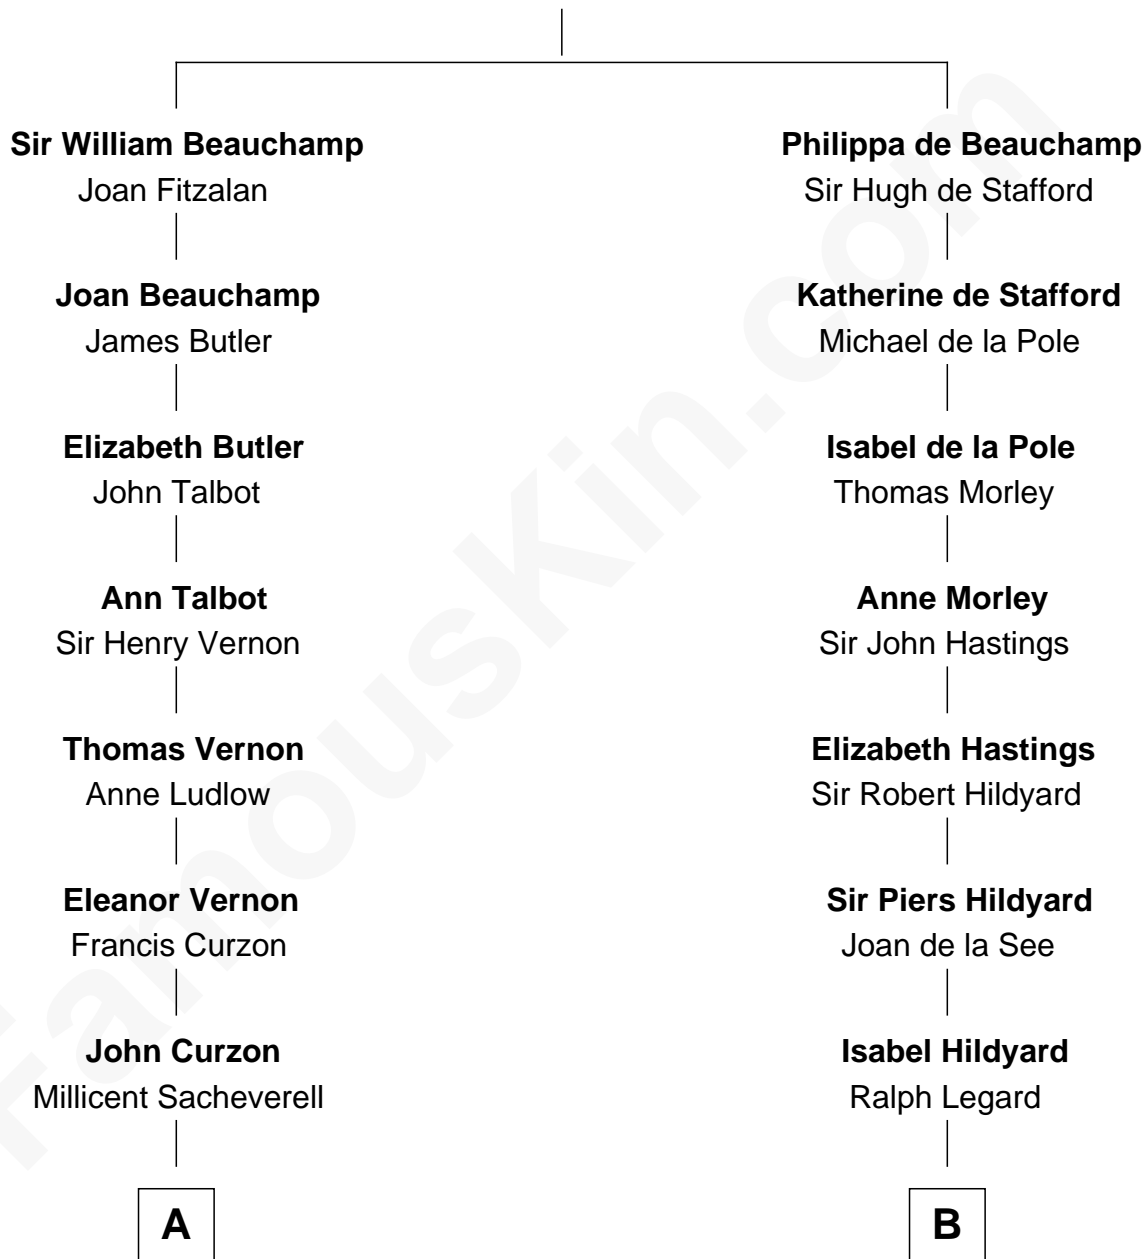 Sir William Beauchamp
Joan Fitzalan
Joan Beauchamp
James Butler
Elizabeth Butler
John Talbot
Ann Talbot
Sir Henry Vernon
Thomas Vernon
Anne Ludlow
Eleanor Vernon
Francis Curzon
John Curzon
Millicent Sacheverell
A
Philippa de Beauchamp
Sir Hugh de Stafford
Katherine de Stafford
Michael de la Pole
Isabel de la Pole
Thomas Morley
Anne Morley
Sir John Hastings
Elizabeth Hastings
Sir Robert Hildyard
Sir Piers Hildyard
Joan de la See
Isabel Hildyard
Ralph Legard
B
FamousKin.com